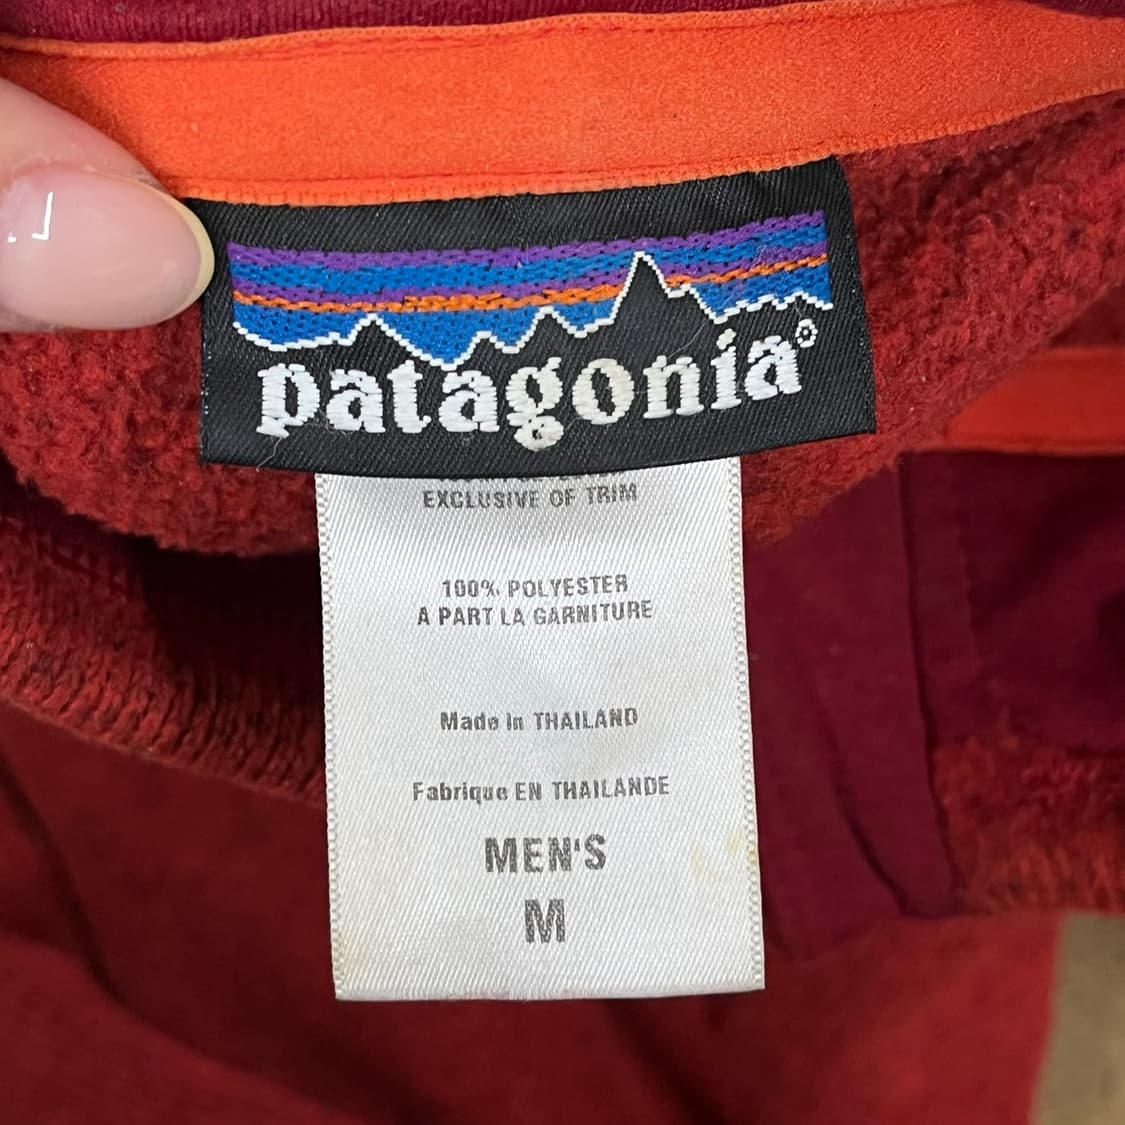 patagonia®
EXCLUSIVE OF TRIM
100% POLYESTER
A PART LA GARNITURE
Made In THAILAND
Fabrique EN THAILANDE
MEN'S
M